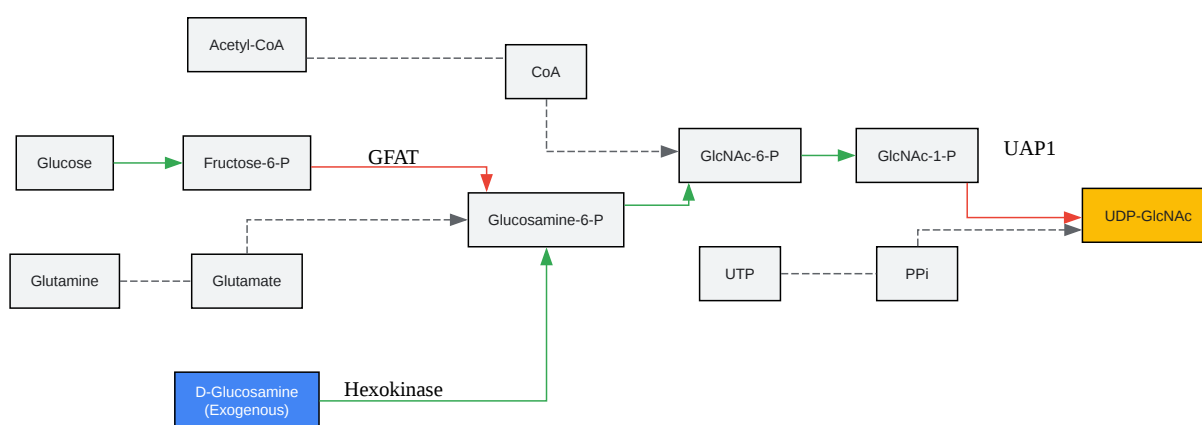 Acetyl-CoA
CoA
Glucose
Fructose-6-P
GFAT
GlcNAc-6-P
GlcNAc-1-P
UAP1
Glucosamine-6-P
UDP-GlcNAc
Glutamine
Glutamate
UTP
PPi
D-Glucosamine
(Exogenous)
Hexokinase